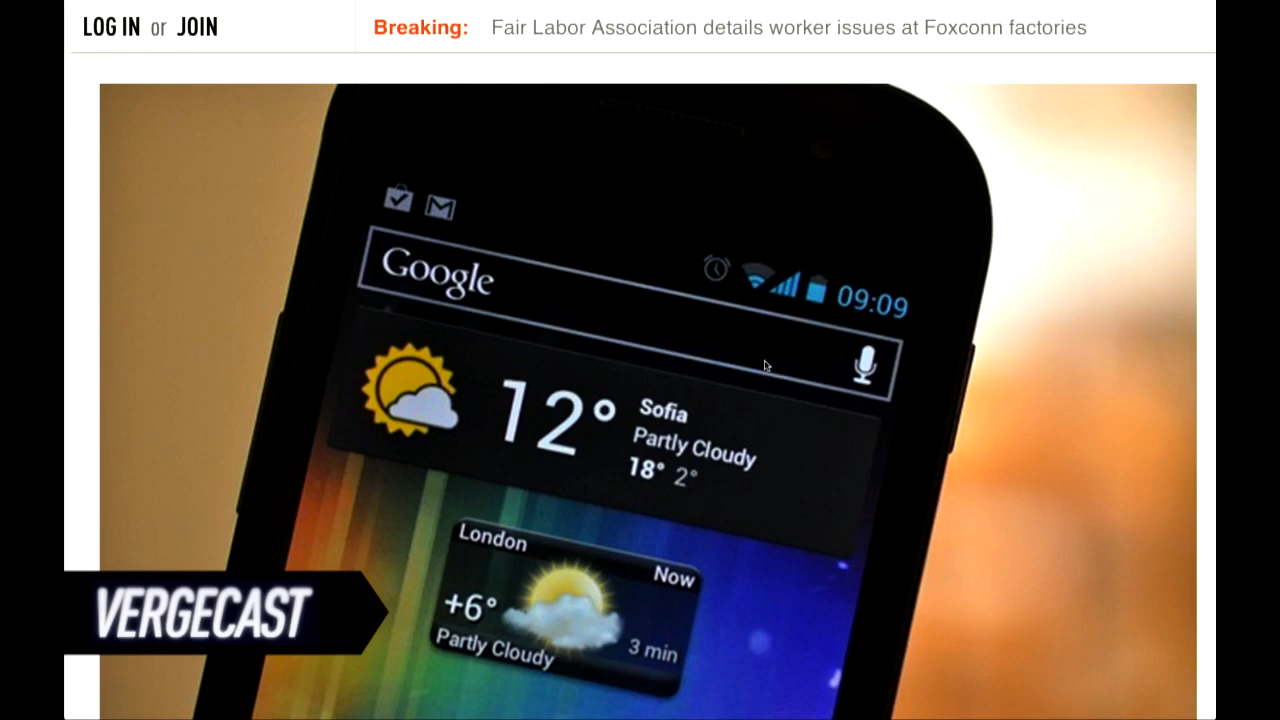 LOG IN or JOIN
Breaking: Fair Labor Association details worker issues at Foxconn factories
Google
09:09
12°
Sofia
Partly Cloudy
18° 2°
London
Now
+6°
3 min
Partly Cloudy
VERGECAST